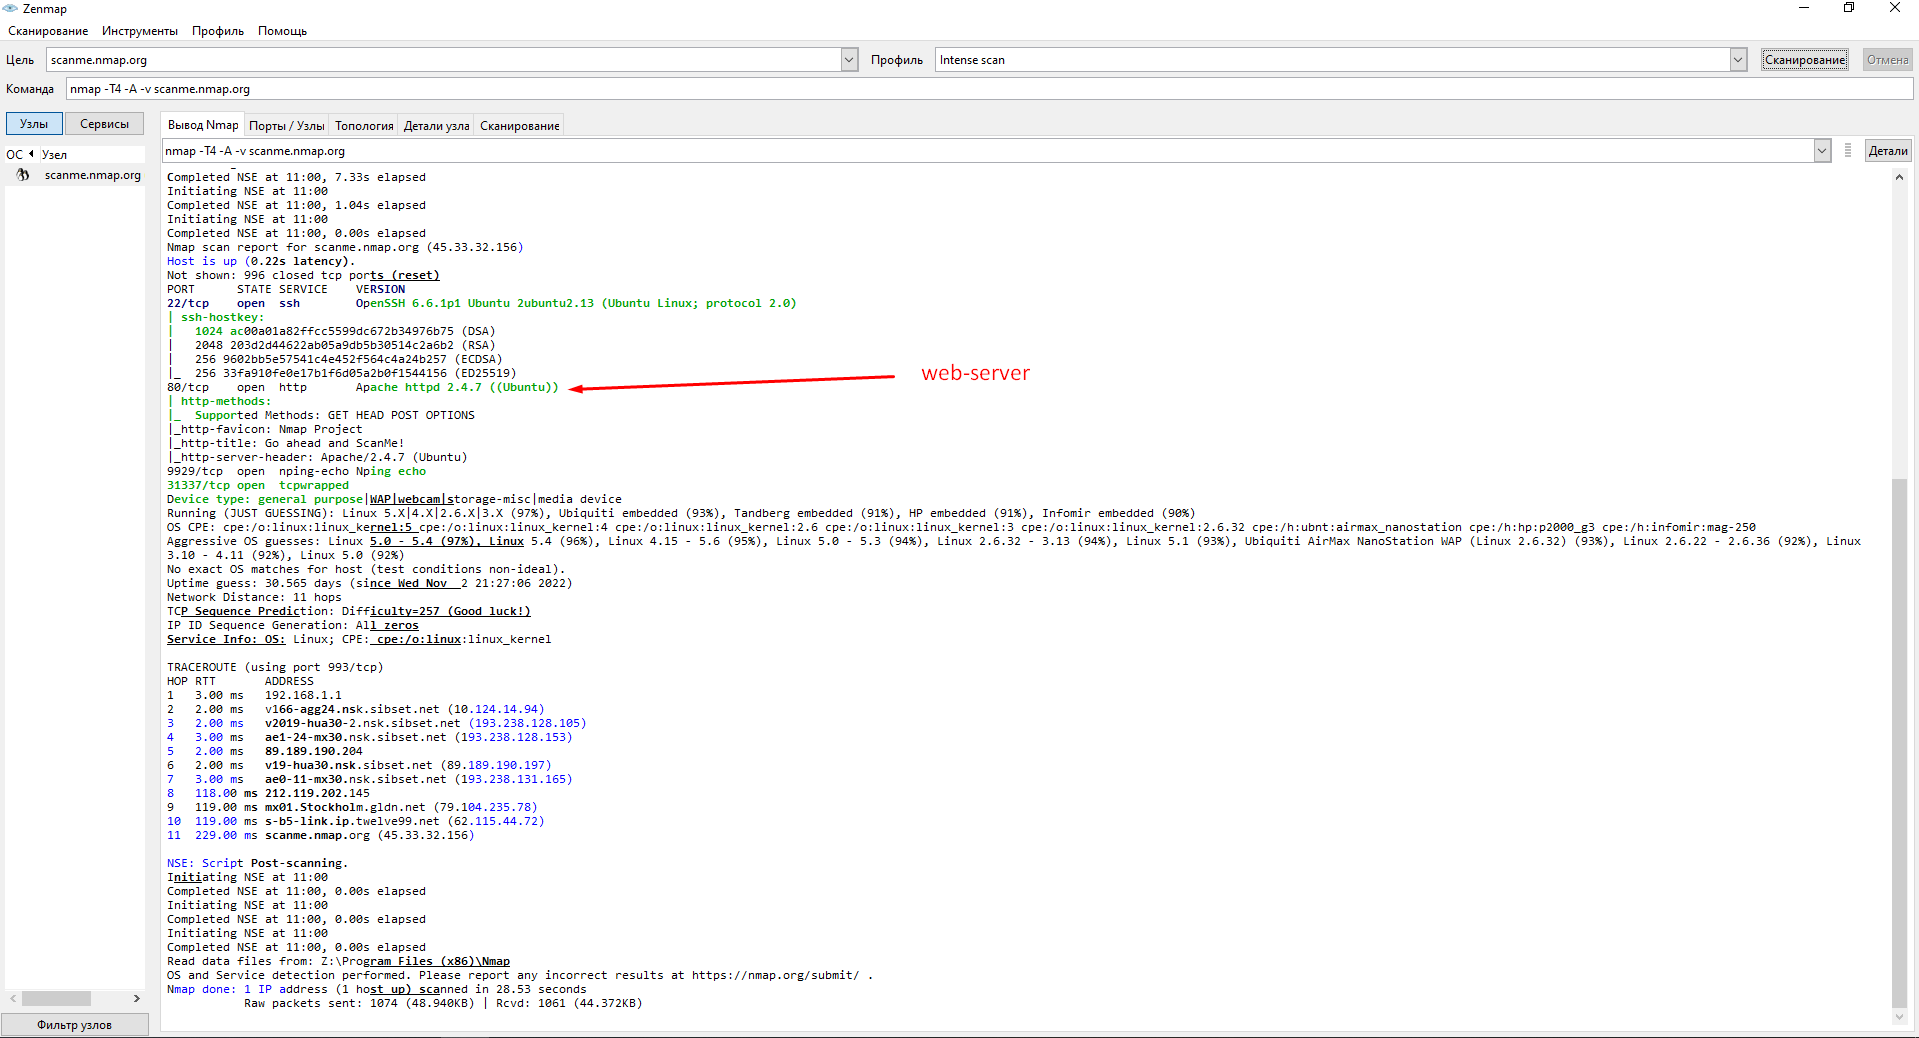 Zenmap
Сканирование Инструменты Профиль Помощь
Цель scanme.nmap.org Профиль Intense scan Сканирование Отмена
Команда nmap -T4 -A -v scanme.nmap.org
Узлы Сервисы Вывод Nmap Порты / Узлы Топология Детали узла Сканирование
nmap -T4 -A -v scanme.nmap.org Детали
ОС Узел
scanme.nmap.org
Completed NSE at 11:00, 7.33s elapsed
Initiating NSE at 11:00
Completed NSE at 11:00, 1.04s elapsed
Initiating NSE at 11:00
Completed NSE at 11:00, 0.00s elapsed
Nmap scan report for scanme.nmap.org (45.33.32.156)
Host is up (0.22s latency).
Not shown: 996 closed tcp ports (reset)
PORT      STATE SERVICE    VERSION
22/tcp    open  ssh        OpenSSH 6.6.1p1 Ubuntu 2ubuntu2.13 (Ubuntu Linux; protocol 2.0)
| ssh-hostkey:
|   1024 ac00a01a82ffcc5599dc672b34976b75 (DSA)
|   2048 203d2d44622ab05a9db5b30514c2a6b2 (RSA)
|   256 9602bb5e57541c4e452f564c4a24b257 (ECDSA)
|_  256 33fa910fe0e17b1f6d05a2b0f1544156 (ED25519)
80/tcp    open  http       Apache httpd 2.4.7 ((Ubuntu))
web-server
| http-methods:
|_  Supported Methods: GET HEAD POST OPTIONS
|_http-favicon: Nmap Project
|_http-title: Go ahead and ScanMe!
|_http-server-header: Apache/2.4.7 (Ubuntu)
9929/tcp  open  nping-echo Nping echo
31337/tcp open  tcpwrapped
Device type: general purpose|WAP|webcam|storage-misc|media device
Running (JUST GUESSING): Linux 5.X|4.X|2.6.X|3.X (97%), Ubiquiti embedded (93%), Tandberg embedded (91%), HP embedded (91%), Infomir embedded (90%)
OS CPE: cpe:/o:linux:linux_kernel:5 cpe:/o:linux:linux_kernel:4 cpe:/o:linux:linux_kernel:2.6 cpe:/o:linux:linux_kernel:3 cpe:/o:linux:linux_kernel:2.6.32 cpe:/h:ubnt:airmax_nanostation cpe:/h:hp:p2000_g3 cpe:/h:infomir:mag-250
Aggressive OS guesses: Linux 5.0 - 5.4 (97%), Linux 5.4 (96%), Linux 4.15 - 5.6 (95%), Linux 5.0 - 5.3 (94%), Linux 2.6.32 - 3.13 (94%), Linux 5.1 (93%), Ubiquiti AirMax NanoStation WAP (Linux 2.6.32) (93%), Linux 2.6.22 - 2.6.36 (92%), Linux
3.10 - 4.11 (92%), Linux 5.0 (92%)
No exact OS matches for host (test conditions non-ideal).
Uptime guess: 30.565 days (since Wed Nov  2 21:27:06 2022)
Network Distance: 11 hops
TCP Sequence Prediction: Difficulty=257 (Good luck!)
IP ID Sequence Generation: All zeros
Service Info: OS: Linux; CPE: cpe:/o:linux:linux_kernel
TRACEROUTE (using port 993/tcp)
HOP RTT       ADDRESS
1   3.00 ms   192.168.1.1
2   2.00 ms   v166-agg24.nsk.sibset.net (10.124.14.94)
3   2.00 ms   v2019-hua30-2.nsk.sibset.net (193.238.128.105)
4   3.00 ms   ae1-24-mx30.nsk.sibset.net (193.238.128.153)
5   2.00 ms   89.189.190.204
6   2.00 ms   v19-hua30.nsk.sibset.net (89.189.190.197)
7   3.00 ms   ae0-11-mx30.nsk.sibset.net (193.238.131.165)
8   118.00 ms 212.119.202.145
9   119.00 ms mx01.Stockholm.gldn.net (79.104.235.78)
10  119.00 ms s-b5-link.ip.twelve99.net (62.115.44.72)
11  229.00 ms scanme.nmap.org (45.33.32.156)
NSE: Script Post-scanning.
Initiating NSE at 11:00
Completed NSE at 11:00, 0.00s elapsed
Initiating NSE at 11:00
Completed NSE at 11:00, 0.00s elapsed
Initiating NSE at 11:00
Completed NSE at 11:00, 0.00s elapsed
Read data files from: Z:\Program Files (x86)\Nmap
OS and Service detection performed. Please report any incorrect results at https://nmap.org/submit/ .
Nmap done: 1 IP address (1 host up) scanned in 28.53 seconds
Raw packets sent: 1074 (48.940KB) | Rcvd: 1061 (44.372KB)
Фильтр узлов